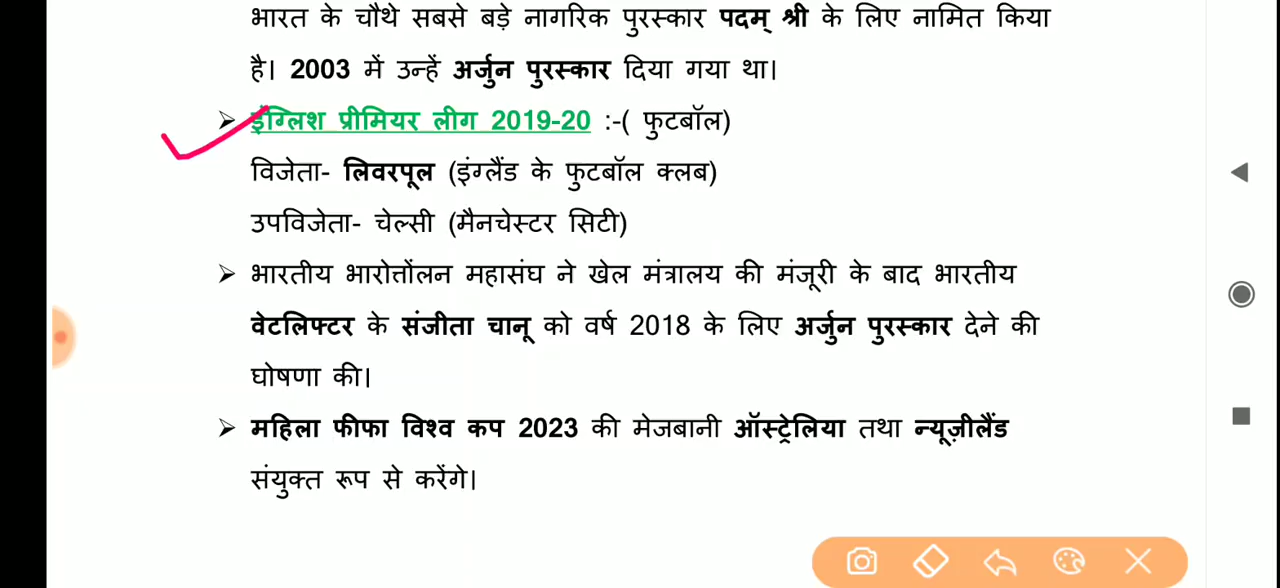 भारत के चौथे सबसे बड़े नागरिक पुरस्कार पदम् श्री के लिए नामित किया
है। 2003 में उन्हें अर्जुन पुरस्कार दिया गया था।
➢ इंग्लिश प्रीमियर लीग 2019-20 :-( फुटबॉल)
विजेता- लिवरपूल (इंग्लैंड के फुटबॉल क्लब)
उपविजेता- चेल्सी (मैनचेस्टर सिटी)
➢ भारतीय भारोत्तोंलन महासंघ ने खेल मंत्रालय की मंजूरी के बाद भारतीय
वेटलिफ्टर के संजीता चानू को वर्ष 2018 के लिए अर्जुन पुरस्कार देने की
घोषणा की।
➢ महिला फीफा विश्व कप 2023 की मेजबानी ऑस्ट्रेलिया तथा न्यूज़ीलैंड
संयुक्त रूप से करेंगे।